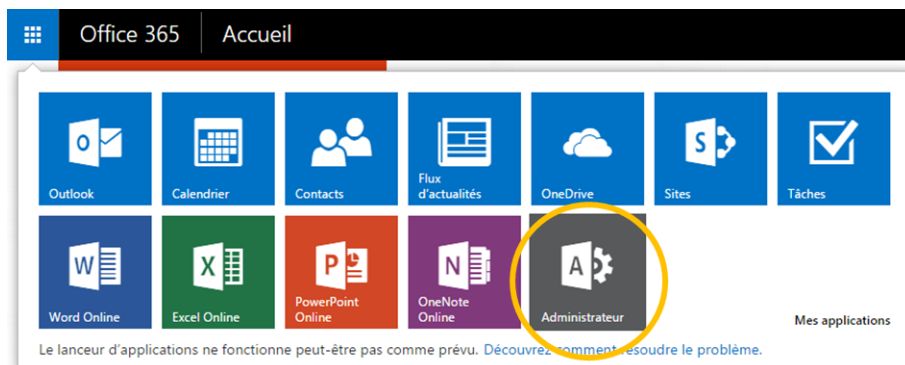 Office 365 Accueil
Outlook
Calendrier
Contacts
Flux
d'actualités
OneDrive
Sites
Tâches
Word Online
Excel Online
PowerPoint
Online
OneNote
Online
Administrateur
Mes applications
Le lanceur d'applications ne fonctionne peut-être pas comme prévu. Découvrez comment résoudre le problème.